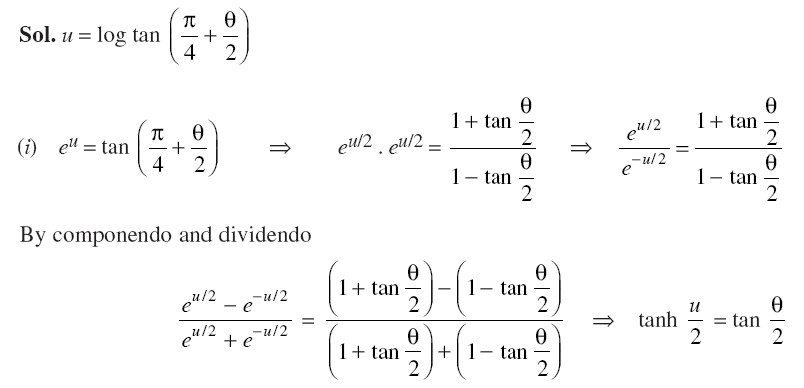 Sol. u = log tan (π/4 + θ/2)
(i) e^u = tan (π/4 + θ/2) ⇒ e^{u/2} . e^{u/2} = (1 + tan θ/2)/(1 − tan θ/2) ⇒ e^{u/2}/e^{−u/2} = (1 + tan θ/2)/(1 − tan θ/2)
By componendo and dividendo
(e^{u/2} − e^{−u/2})/(e^{u/2} + e^{−u/2}) = ((1 + tan θ/2) − (1 − tan θ/2))/((1 + tan θ/2) + (1 − tan θ/2)) ⇒ tanh u/2 = tan θ/2